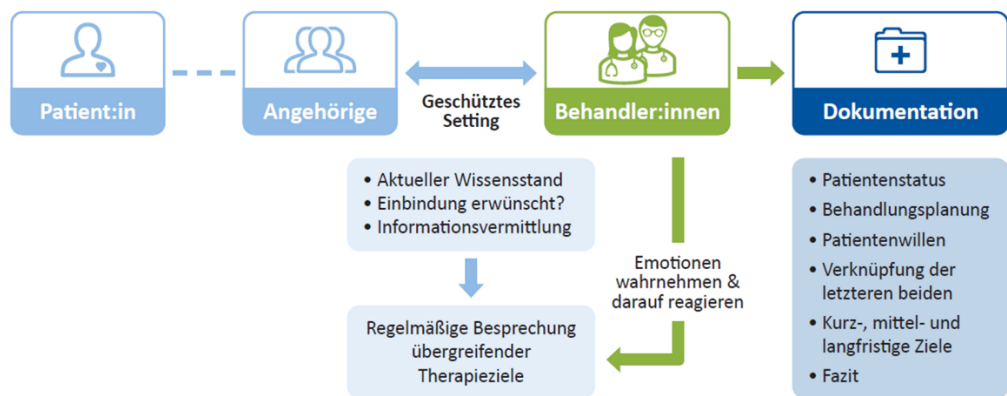 Patient:in
Angehörige
Geschütztes
Setting
Behandler:innen
Dokumentation
• Aktueller Wissensstand
• Einbindung erwünscht?
• Informationsvermittlung
Emotionen
wahrnehmen &
darauf reagieren
Regelmäßige Besprechung
übergreifender
Therapieziele
• Patientenstatus
• Behandlungsplanung
• Patientenwillen
• Verknüpfung der
letzteren beiden
• Kurz-, mittel- und
langfristige Ziele
• Fazit